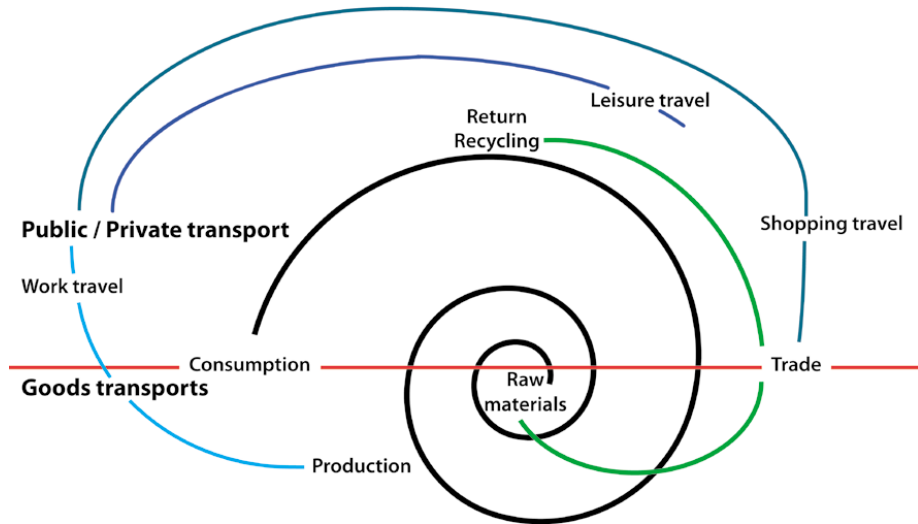 Leisure travel
Return
Recycling
Public / Private transport
Shopping travel
Work travel
Consumption
Trade
Goods transports
Raw
materials
Production